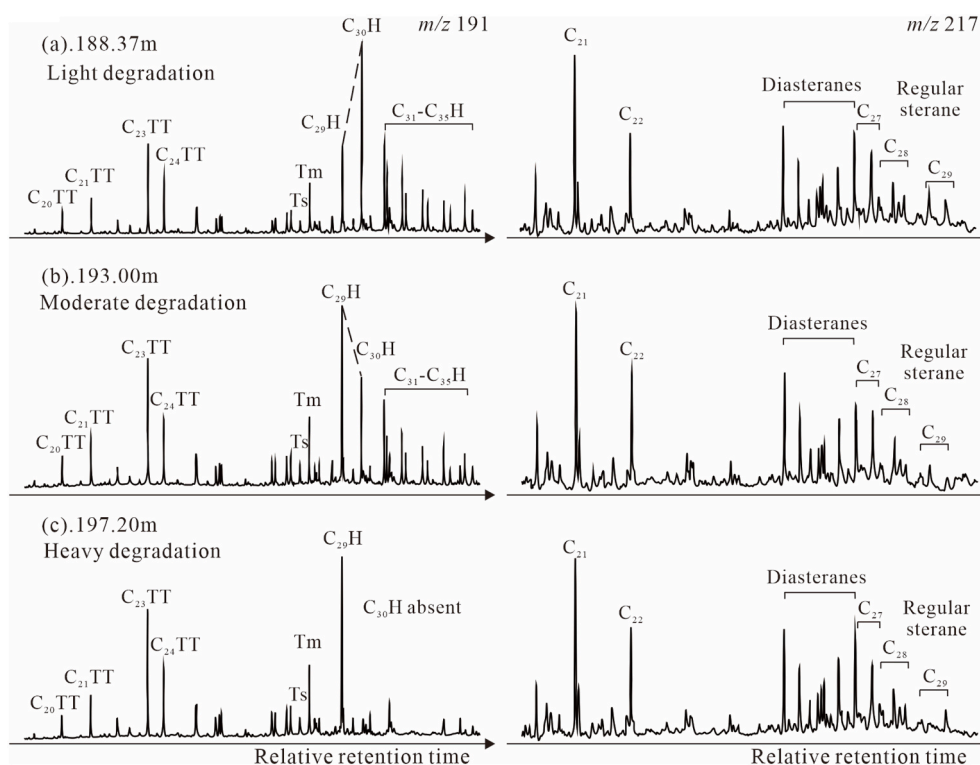 (a).188.37m
Light degradation
C₃₀H
m/z 191
C₂₃TT
C₂₄TT
C₂₁TT
C₂₀TT
C₂₉H
Tm
Ts
C₃₁-C₃₅H
m/z 217
C₂₁
C₂₂
Diasteranes
C₂₇
Regular
sterane
C₂₈
C₂₉
(b).193.00m
Moderate degradation
C₂₉H
C₂₃TT
C₂₄TT
C₂₁TT
C₂₀TT
C₃₀H
Tm
Ts
C₃₁-C₃₅H
C₂₁
C₂₂
Diasteranes
C₂₇
Regular
sterane
C₂₈
C₂₉
(c).197.20m
Heavy degradation
C₂₉H
C₂₃TT
C₂₄TT
C₂₁TT
C₂₀TT
Tm
Ts
C₃₀H absent
C₂₁
C₂₂
Diasteranes
C₂₇
Regular
sterane
C₂₈
C₂₉
Relative retention time
Relative retention time